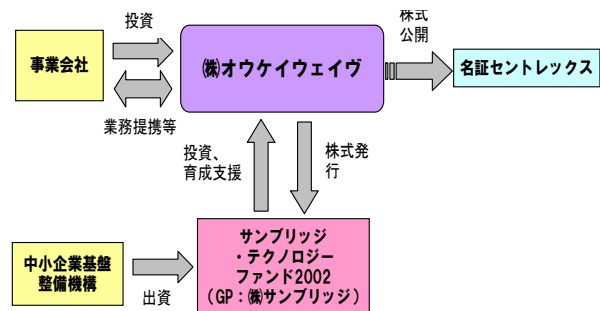 投資
株式
公開
事業会社
㈱オウケイウェイヴ
名証セントレックス
業務提携等
投資、
育成支援
株式発
行
中小企業基盤
整備機構
出資
サンブリッジ
・テクノロジー
ファンド2002
(GP:㈱サンブリッジ)